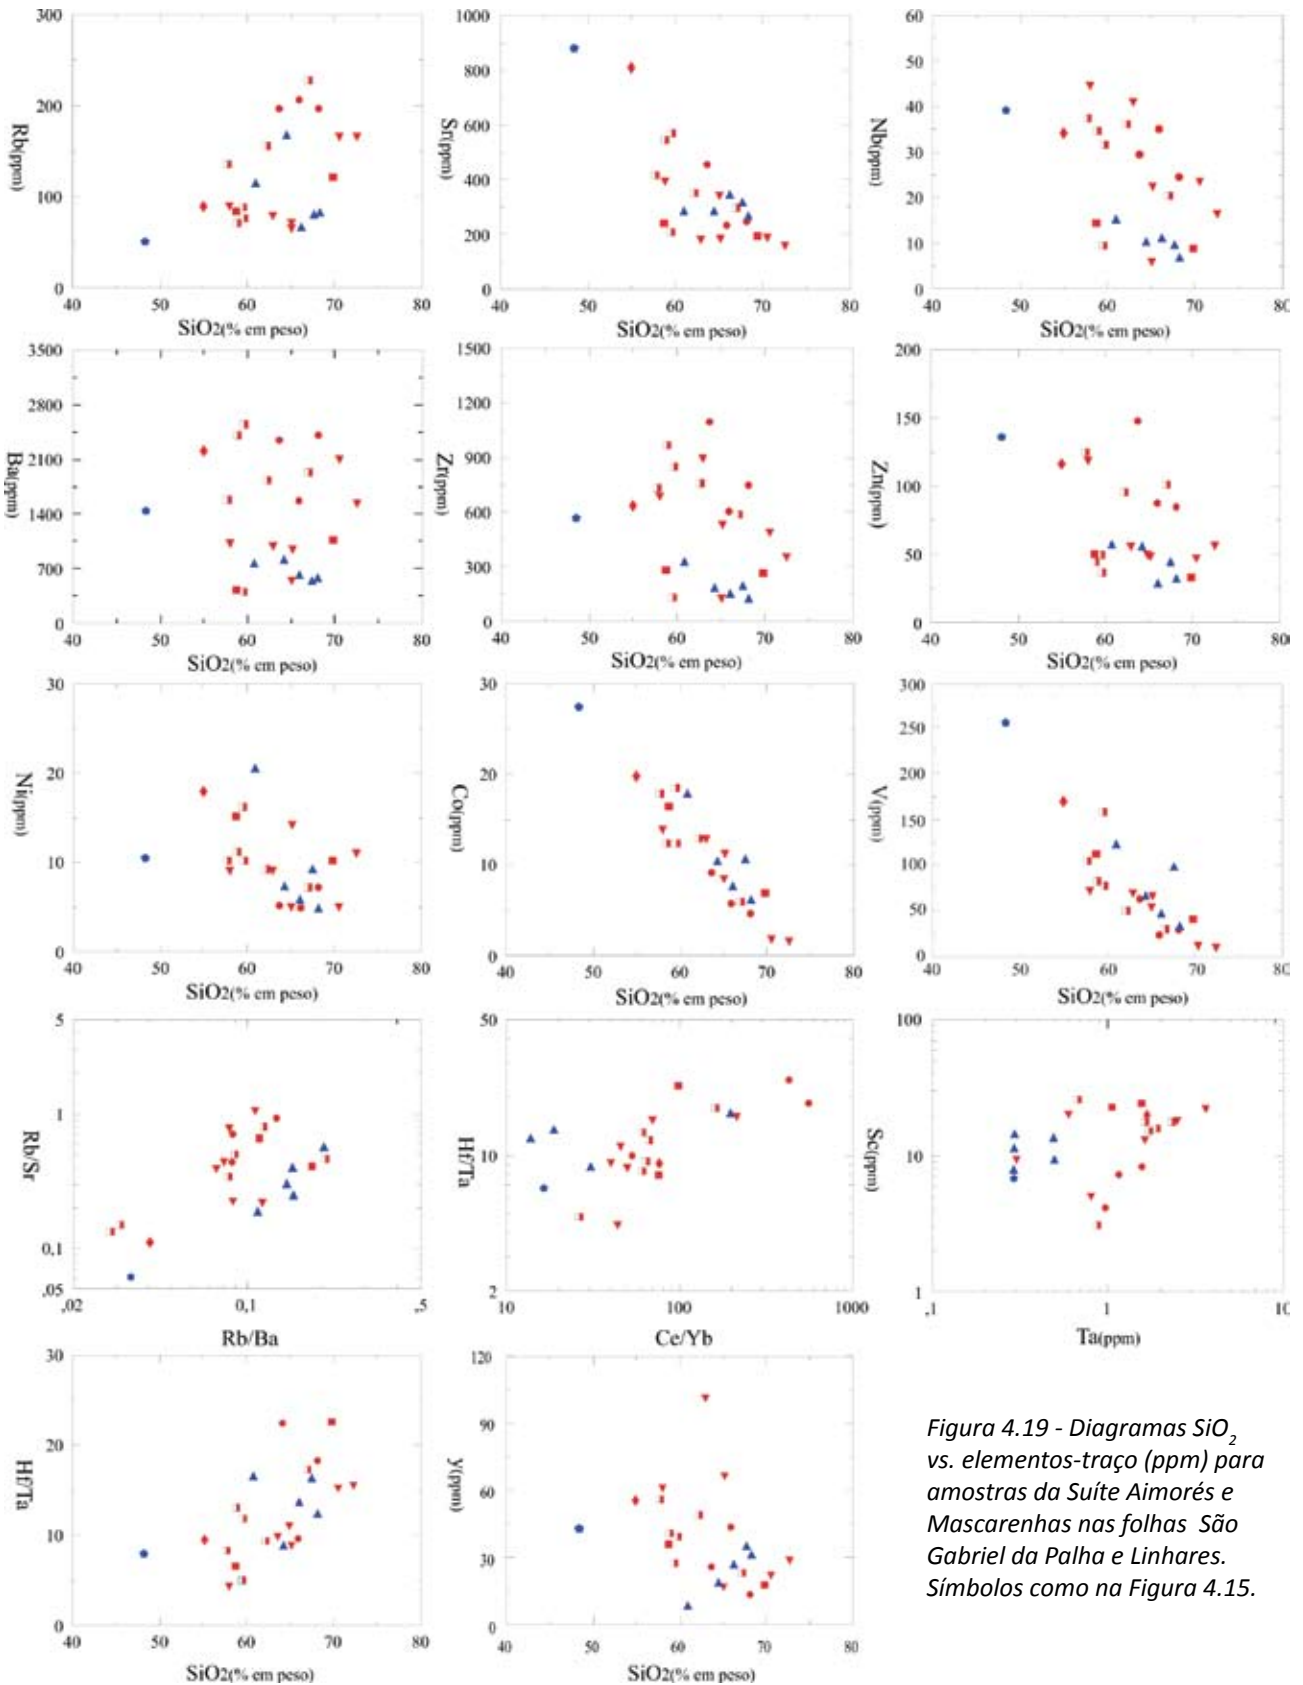 300
200
100
0
Rb(ppm)
40 50 60 70 80
SiO2(% em peso)
1000
800
600
400
200
0
Sr(ppm)
40 50 60 70 80
SiO2(% em peso)
60
50
40
30
20
10
0
Nb(ppm)
40 50 60 70 80
SiO2(% em peso)
3500
2800
2100
1400
700
0
Ba(ppm)
40 50 60 70 80
SiO2(% em peso)
1500
1200
900
600
300
0
Zr(ppm)
40 50 60 70 80
SiO2(% em peso)
200
150
100
50
0
Zn(ppm)
40 50 60 70 80
SiO2(% em peso)
30
20
10
0
Ni(ppm)
40 50 60 70 80
SiO2(% em peso)
30
20
10
0
Co(ppm)
40 50 60 70 80
SiO2(% em peso)
300
250
200
150
100
50
0
V(ppm)
40 50 60 70 80
SiO2(% em peso)
5
1
0,1
,05
Rb/Sr
,02 0,1 ,5
Rb/Ba
50
10
2
Hf/Ta
10 100 1000
Ce/Yb
100
10
1
Sc(ppm)
,1 1 10
Ta(ppm)
30
20
10
0
Hf/Ta
40 50 60 70 80
SiO2(% em peso)
120
90
60
30
0
y(ppm)
40 50 60 70 80
SiO2(% em peso)
Figura 4.19 - Diagramas SiO2
vs. elementos-traço (ppm) para
amostras da Suíte Aimorés e
Mascarenhas nas folhas São
Gabriel da Palha e Linhares.
Símbolos como na Figura 4.15.